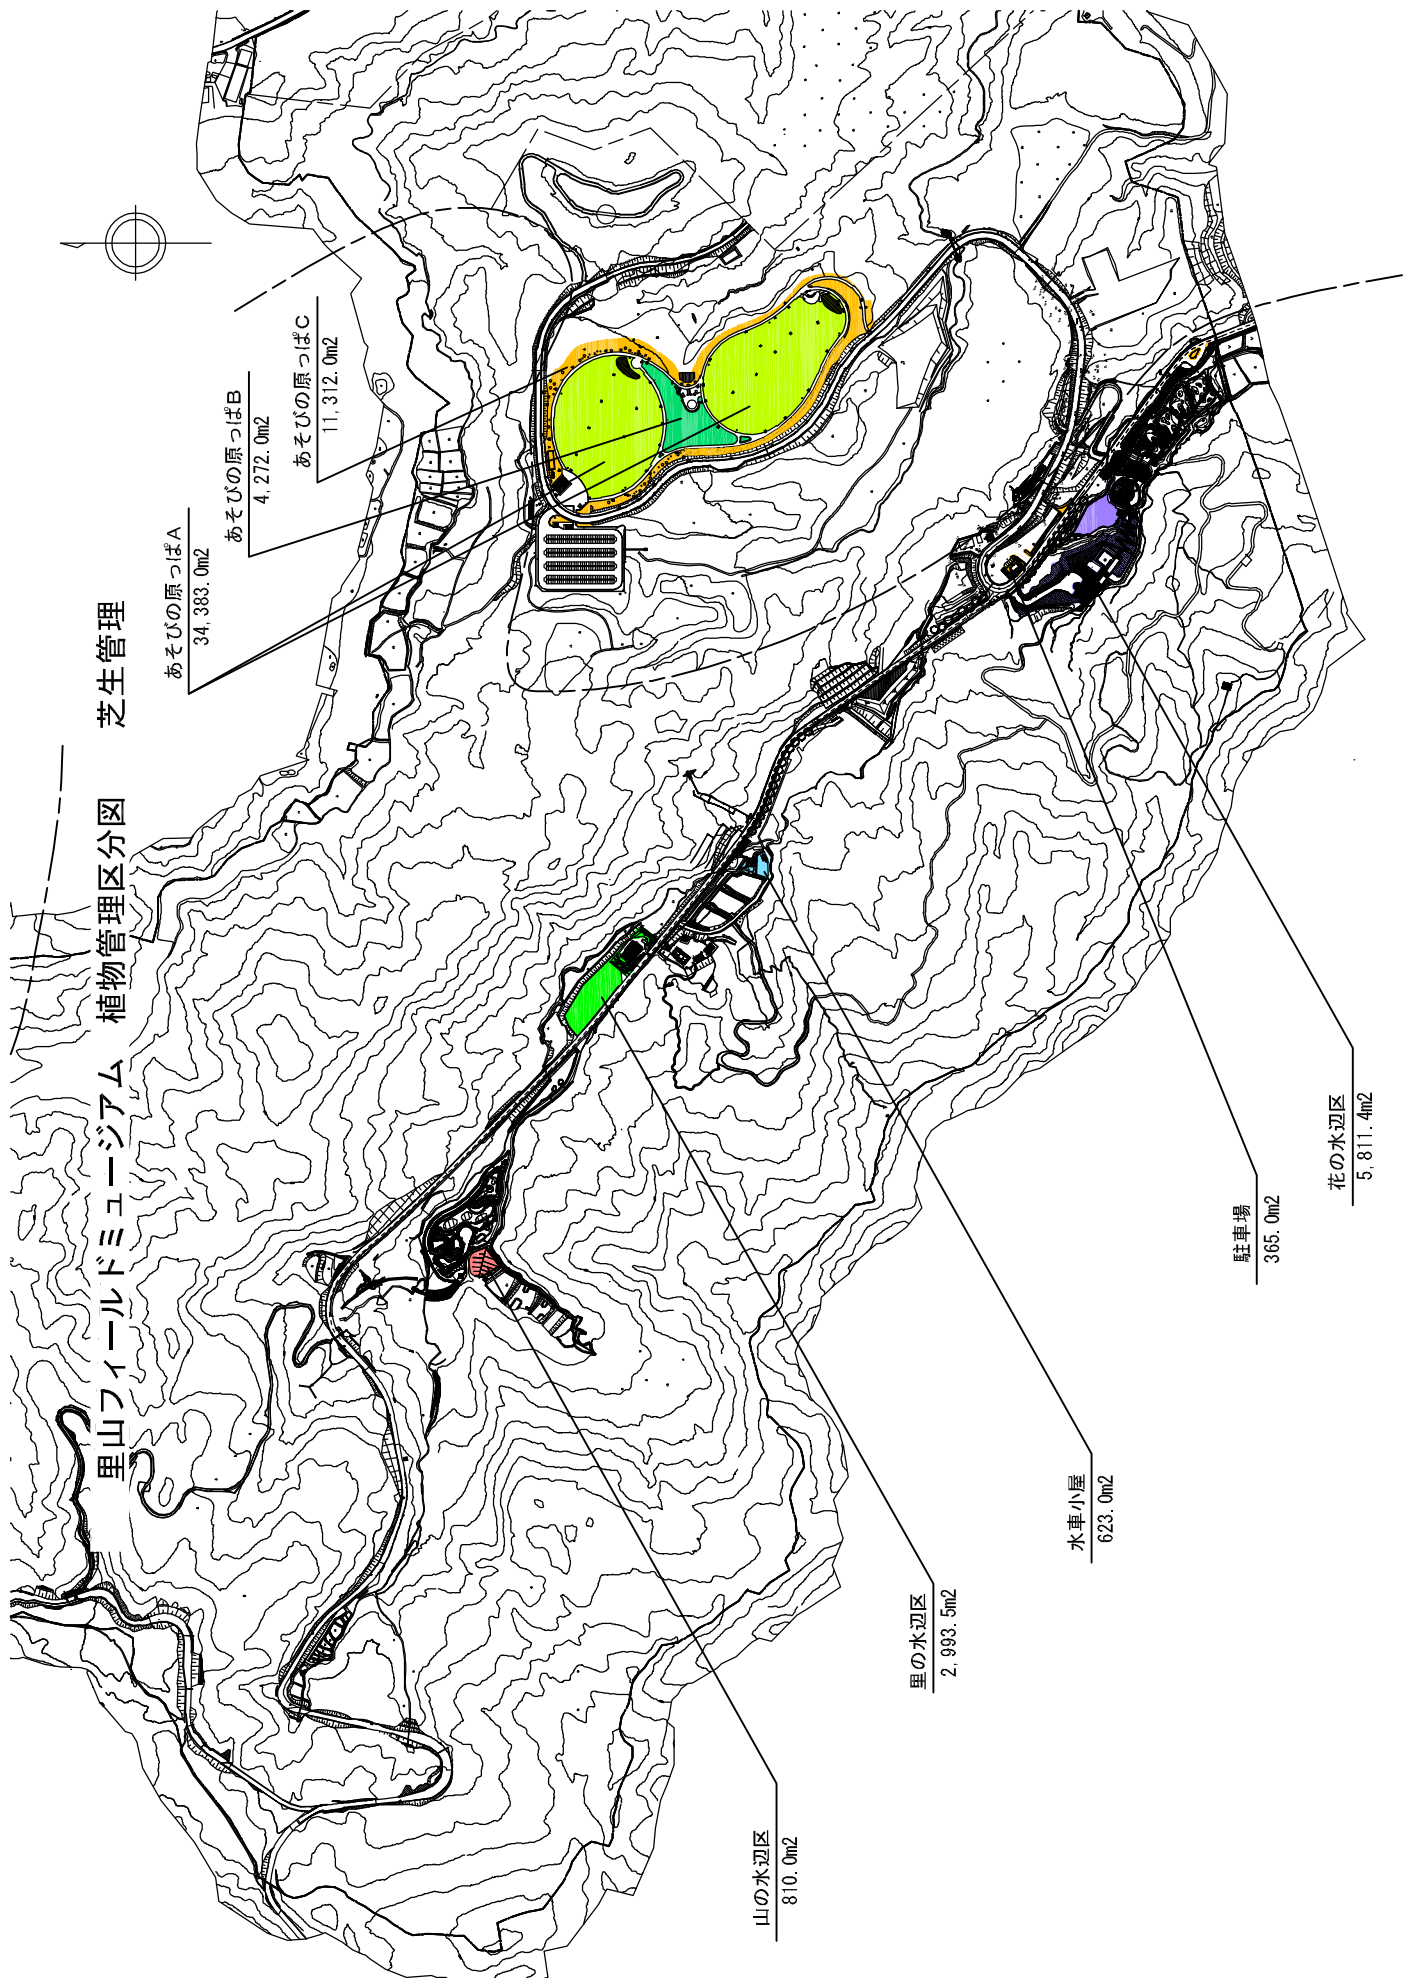 里山フィールドミュージアム 植物管理区分図 芝生管理
あそびの原っぱA
34,383.0m2
あそびの原っぱB
4,272.0m2
あそびの原っぱC
11,312.0m2
山の水辺区
810.0m2
里の水辺区
2,993.5m2
水車小屋
623.0m2
駐車場
365.0m2
花の水辺区
5,811.4m2